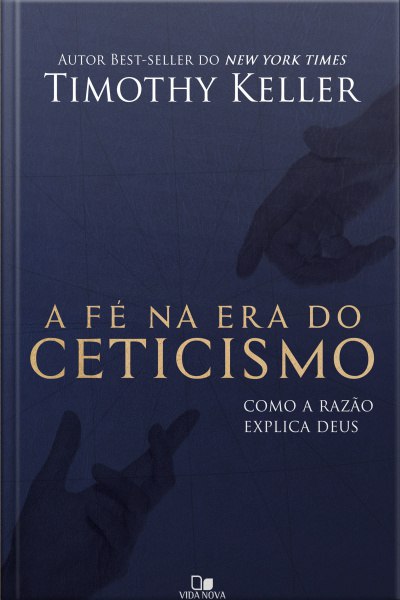 AUTOR BEST-SELLER DO NEW YORK TIMES
TIMOTHY KELLER
A FÉ NA ERA DO
CETICISMO
COMO A RAZÃO
EXPLICA DEUS
VIDA NOVA